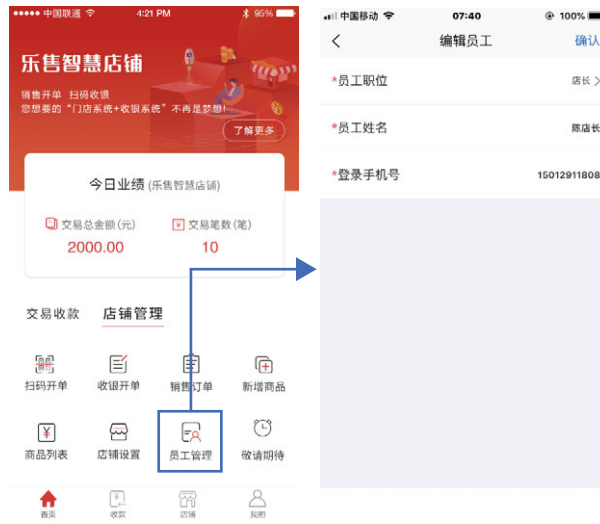 中国联通
4:21 PM
95%
乐售智慧店铺
销售开单 扫码收银
您想要的“门店系统+收银系统”不再是梦想!
了解更多
今日业绩 (乐售智慧店铺)
交易总金额(元)
交易笔数(笔)
2000.00
10
交易收款
店铺管理
扫码开单
收银开单
销售订单
新增商品
商品列表
店铺设置
员工管理
敬请期待
首页
收款
店铺
我的
中国移动
07:40
100%
编辑员工
确认
*员工职位
店长
*员工姓名
陈店长
*登录手机号
15012911808